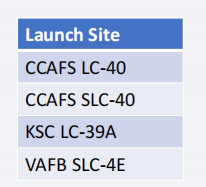 Launch Site
CCAFS LC-40
CCAFS SLC-40
KSC LC-39A
VAFB SLC-4E